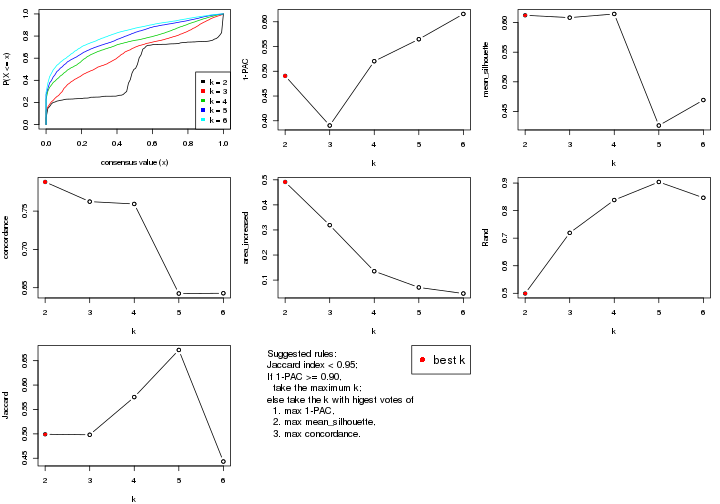 P(X <= x)
0.0 0.2 0.4 0.6 0.8 1.0
k = 2
k = 3
k = 4
k = 5
k = 6
0.0 0.2 0.4 0.6 0.8 1.0
consensus value (x)
1-PAC
0.40 0.45 0.50 0.55 0.60
2 3 4 5 6
k
mean_silhouette
0.45 0.50 0.55 0.60
2 3 4 5 6
k
concordance
0.65 0.70 0.75
2 3 4 5 6
k
area_increased
0.1 0.2 0.3 0.4 0.5
2 3 4 5 6
k
Rand
0.5 0.6 0.7 0.8 0.9
2 3 4 5 6
k
Jaccard
0.45 0.50 0.55 0.60 0.65
2 3 4 5 6
k
Suggested rules:
Jaccard index < 0.95;
If 1-PAC >= 0.90,
take the maximum k;
else take the k with higest votes of
1. max 1-PAC,
2. max mean_silhouette,
3. max concordance.
best k